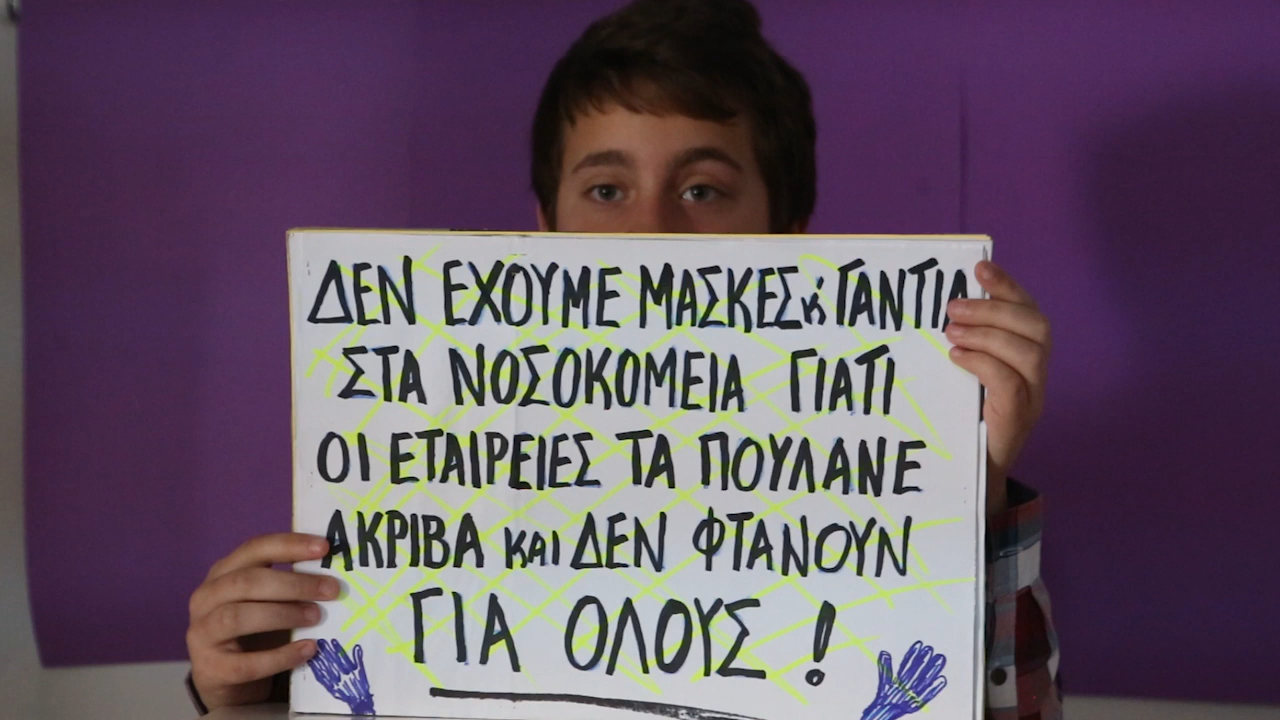 ΔΕΝ ΕΧΟΥΜΕ ΜΑΣΚΕΣ κ' ΓΑΝΤΙΑ
ΣΤΑ ΝΟΣΟΚΟΜΕΙΑ ΓΙΑΤΙ
ΟΙ ΕΤΑΙΡΕΙΕΣ ΤΑ ΠΟΥΛΑΝΕ
ΑΚΡΙΒΑ και ΔΕΝ ΦΤΑΝΟΥΝ
ΓΙΑ ΟΛΟΥΣ!